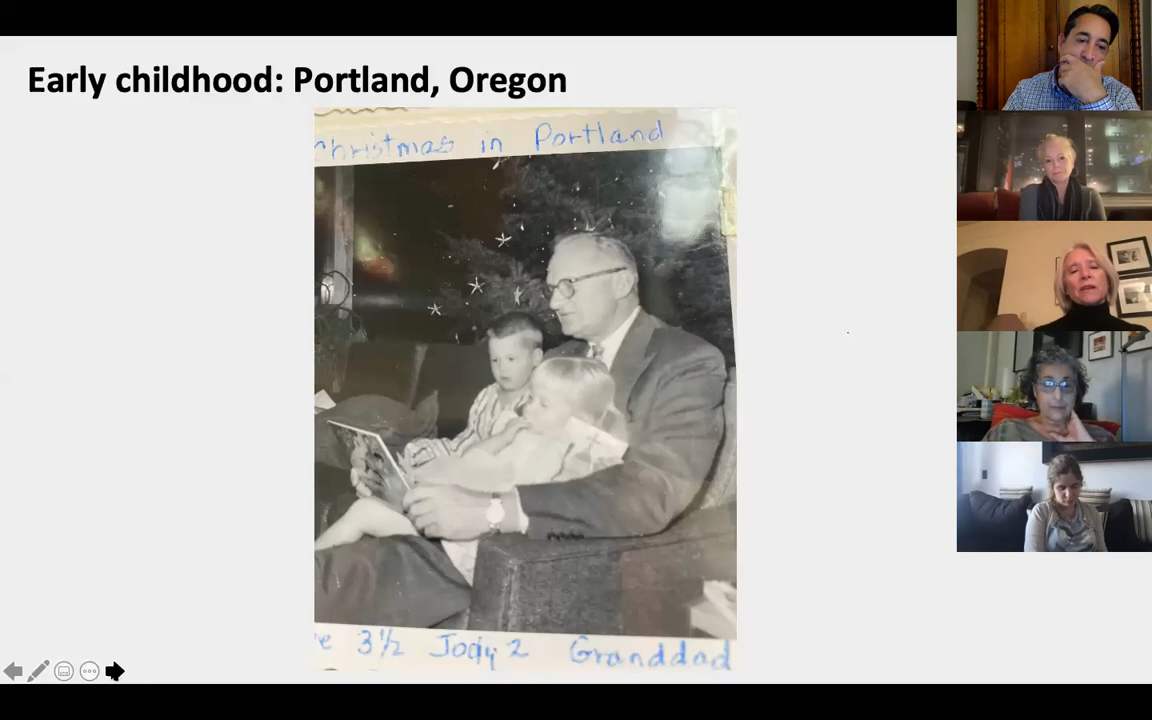 Early childhood: Portland, Oregon
hristmas in Portland
e 3½ Jody 2 Granddad